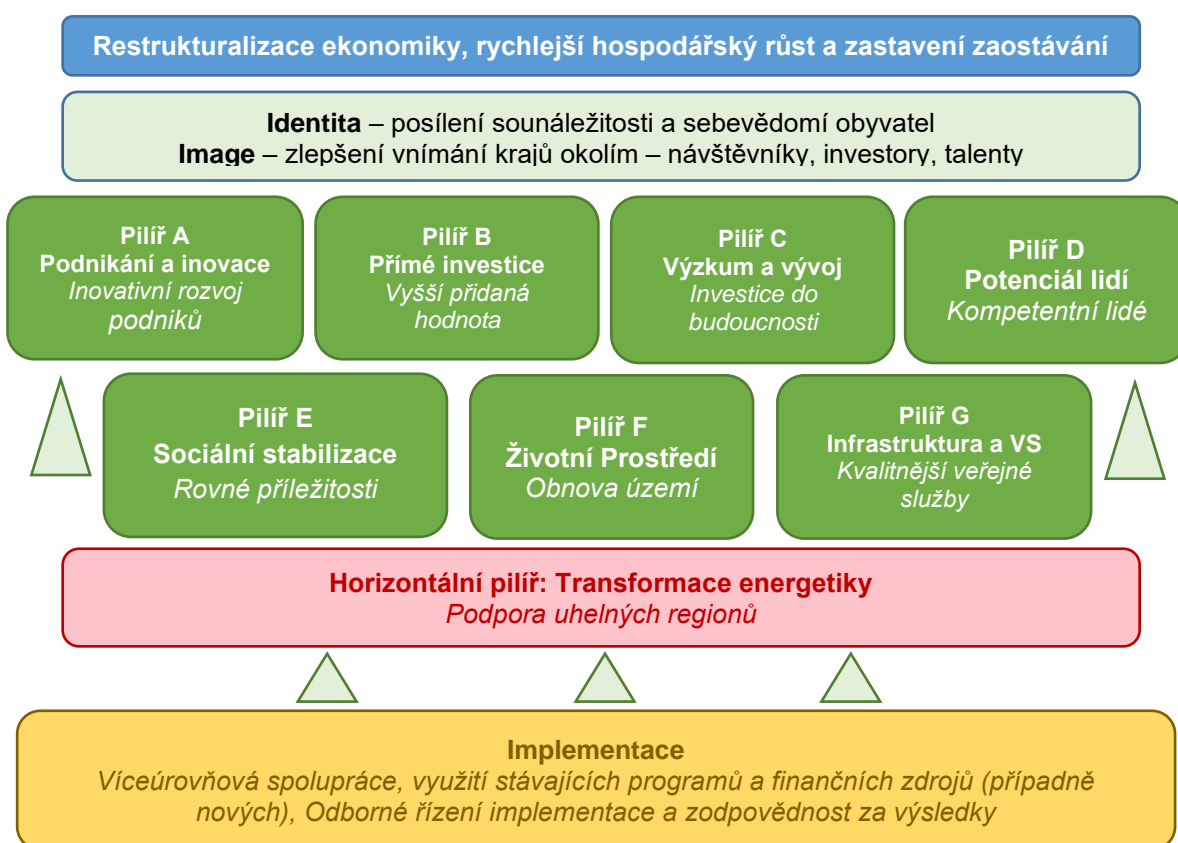 Restrukturalizace ekonomiky, rychlejší hospodářský růst a zastavení zaostávání
Identita – posílení sounáležitosti a sebevědomí obyvatel
Image – zlepšení vnímání krajů okolím – návštěvníky, investory, talenty
Pilíř A
Podnikání a inovace
Inovativní rozvoj
podniků
Pilíř B
Přímé investice
Vyšší přidaná
hodnota
Pilíř C
Výzkum a vývoj
Investice do
budoucnosti
Pilíř D
Potenciál lidí
Kompetentní lidé
Pilíř E
Sociální stabilizace
Rovné příležitosti
Pilíř F
Životní Prostředí
Obnova území
Pilíř G
Infrastruktura a VS
Kvalitnější veřejné
služby
Horizontální pilíř: Transformace energetiky
Podpora uhelných regionů
Implementace
Víceúrovňová spolupráce, využití stávajících programů a finančních zdrojů (případně
nových), Odborné řízení implementace a zodpovědnost za výsledky